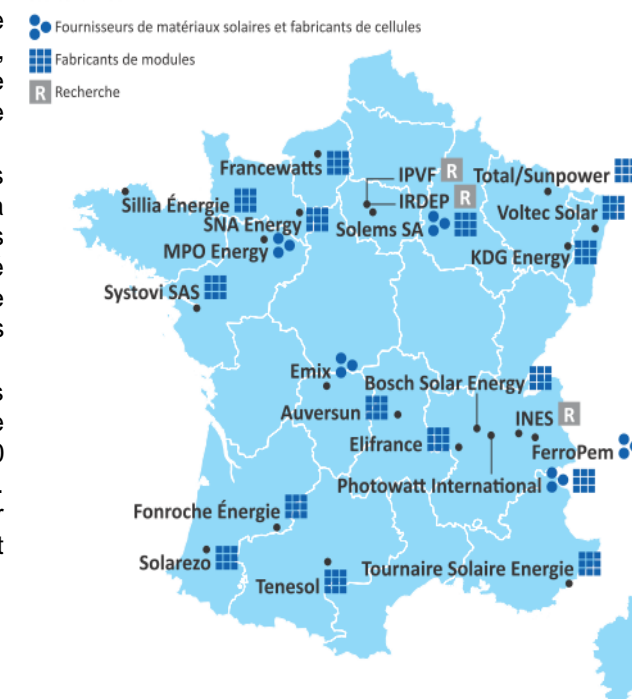 Fournisseurs de matériaux solaires et fabricants de cellules
Fabricants de modules
R Recherche
Francewatts
IPVF R
Total/Sunpower
IRDEP R
Sillia Énergie
Voltec Solar
SNA Energy
Solems SA
MPO Energy
KDG Energy
Systovi SAS
Emix
Bosch Solar Energy
Auversun
INES R
Elifrance
FerroPem
Photowatt International
Fonroche Énergie
Solarezo
Tournaire Solaire Energie
Tenesol